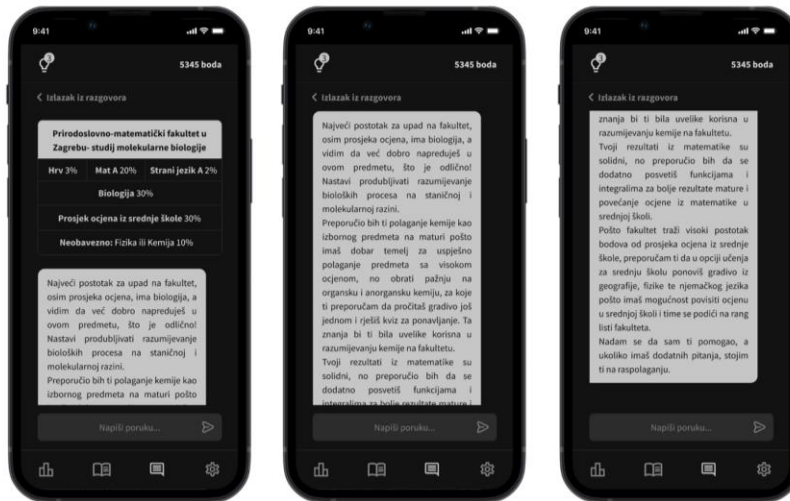 9:41
3
5345 boda
Izlazak iz razgovora
Prirodoslovno-matematički fakultet u
Zagrebu- studij molekularne biologije
Hrv 3% Mat A 20% Strani jezik A 2%
Biologija 30%
Prosjek ocjena iz srednje škole 30%
Neobavezno: Fizika ili Kemija 10%
Najveći postotak za upad na fakultet,
osim prosjeka ocjena, ima biologija, a
vidim da već dobro napreduješ u
ovom predmetu, što je odlično!
Nastavi produbljivati razumijevanje
bioloških procesa na staničnoj i
molekularnoj razini.
Preporučio bih ti polaganje kemije kao
izbornog predmeta na maturi pošto
Napiši poruku...
9:41
3
5345 boda
Izlazak iz razgovora
Najveći postotak za upad na fakultet,
osim prosjeka ocjena, ima biologija, a
vidim da već dobro napreduješ u
ovom predmetu, što je odlično!
Nastavi produbljivati razumijevanje
bioloških procesa na staničnoj i
molekularnoj razini.
Preporučio bih ti polaganje kemije kao
izbornog predmeta na maturi pošto
imaš dobar temelj za uspješno
polaganje predmeta sa visokom
ocjenom, no obrati pažnju na
organsku i anorgansku kemiju, za koje
ti preporučam da pročitaš gradivo još
jednom i rješiš kviz za ponavljanje. Ta
znanja bi ti bila uvelike korisna u
razumijevanju kemije na fakultetu.
Tvoji rezultati iz matematike su
solidni, no preporučio bih da se
dodatno posvetiš funkcijama i
integralima za bolje rezultate mature i
Napiši poruku...
9:41
3
5345 boda
Izlazak iz razgovora
znanja bi ti bila uvelike korisna u
razumijevanju kemije na fakultetu.
Tvoji rezultati iz matematike su
solidni, no preporučio bih da se
dodatno posvetiš funkcijama i
integralima za bolje rezultate mature i
povećanje ocjene iz matematike u
srednjoj školi.
Pošto fakultet traži visoki postotak
bodova od prosjeka ocjena iz srednje
škole, preporučam ti da u opciji učenja
za srednju školu ponoviš gradivo iz
geografije, fizike te njemačkog jezika
pošto imaš mogućnost povisiti ocjenu
u srednjoj školi i time se podići na rang
listi fakulteta.
Nadam se da sam ti pomogao, a
ukoliko imaš dodatnih pitanja, stojim
ti na raspolaganju.
Napiši poruku...